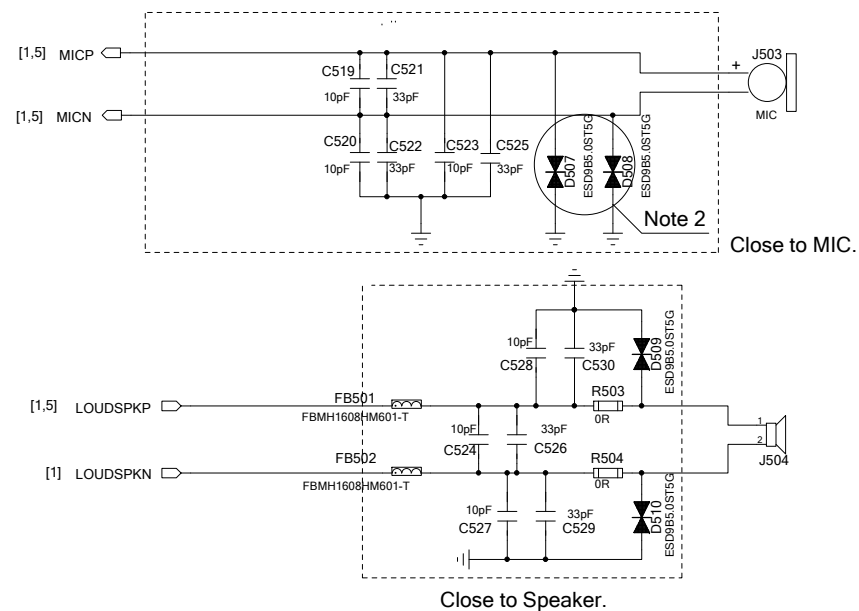 [1,5] MICP
J503
+
C519 C521
10pF 33pF
[1,5] MICN
MIC
C520 C522 C523 C525
10pF 33pF 10pF 33pF
D507
ESD9B5.0ST5G
D508
ESD9B5.0ST5G
Note 2
Close to MIC.
10pF 33pF
C528 C530
D509
ESD9B5.0ST5G
[1,5] LOUDSPKP
FB501
FBMH1608HM601-T
R503
0R
10pF 33pF
C524 C526
1
2
J504
[1] LOUDSPKN
FB502
FBMH1608HM601-T
R504
0R
10pF 33pF
C527 C529
D510
ESD9B5.0ST5G
Close to Speaker.